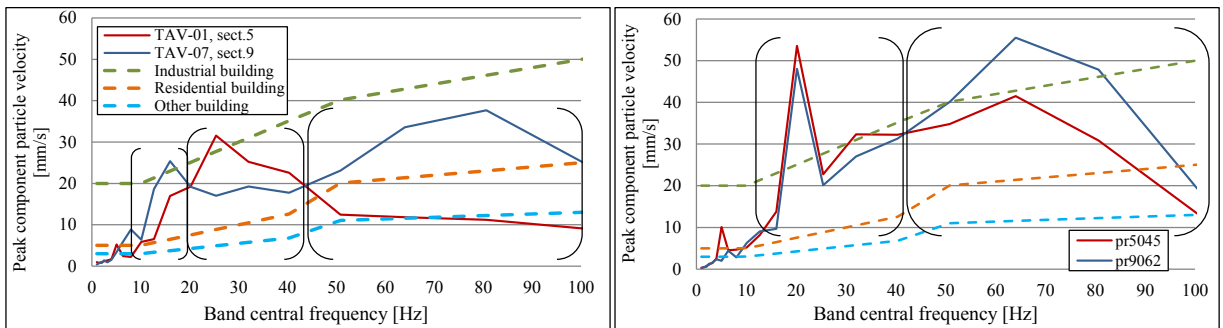 Peak component particle velocity
[mm/s]
60
50
40
30
20
10
0
TAV-01, sect.5
TAV-07, sect.9
Industrial building
Residential building
Other building
0 10 20 30 40 50 60 70 80 90 100
Band central frequency [Hz]
Peak component particle velocity
[mm/s]
60
50
40
30
20
10
0
pr5045
pr9062
0 10 20 30 40 50 60 70 80 90 100
Band central frequency [Hz]